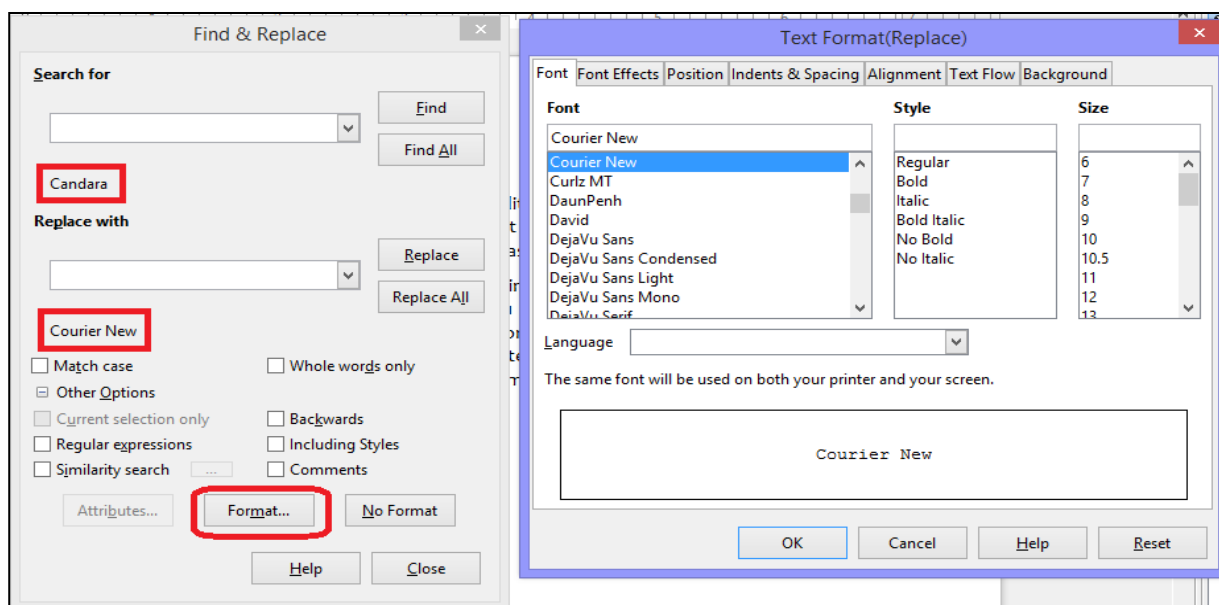 Find & Replace
Search for
Find
Find All
Candara
Replace with
Replace
Replace All
Courier New
Match case
Whole words only
Other Options
Current selection only
Backwards
Regular expressions
Including Styles
Similarity search
...
Comments
Attributes...
Format...
No Format
Help
Close
Text Format(Replace)
Font Font Effects Position Indents & Spacing Alignment Text Flow Background
Font
Style
Size
Courier New
Courier New
Curlz MT
DaunPenh
David
DejaVu Sans
DejaVu Sans Condensed
DejaVu Sans Light
DejaVu Sans Mono
DejaVu Serif
Regular
Bold
Italic
Bold Italic
No Bold
No Italic
6
7
8
9
10
10.5
11
12
13
Language
The same font will be used on both your printer and your screen.
Courier New
OK
Cancel
Help
Reset